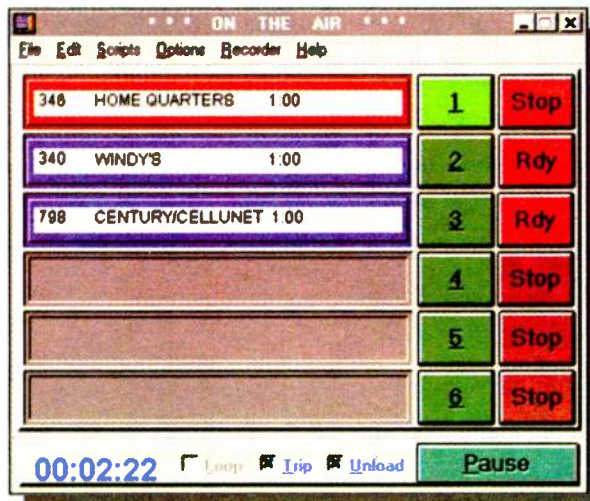 * * * ON THE AIR * * *
File Edit Scripts Options Recorder Help
346 HOME QUARTERS 1:00 1 Stop
340 WINDY'S 1:00 2 Rdy
798 CENTURY/CELLUNET 1:00 3 Rdy
4 Stop
5 Stop
6 Stop
00:02:22 Loop Trip Unload Pause